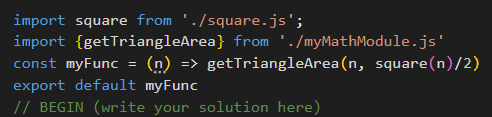 import square from './square.js';
import {getTriangleArea} from './myMathModule.js'
const myFunc = (n) => getTriangleArea(n, square(n)/2)
export default myFunc
// BEGIN (write your solution here)